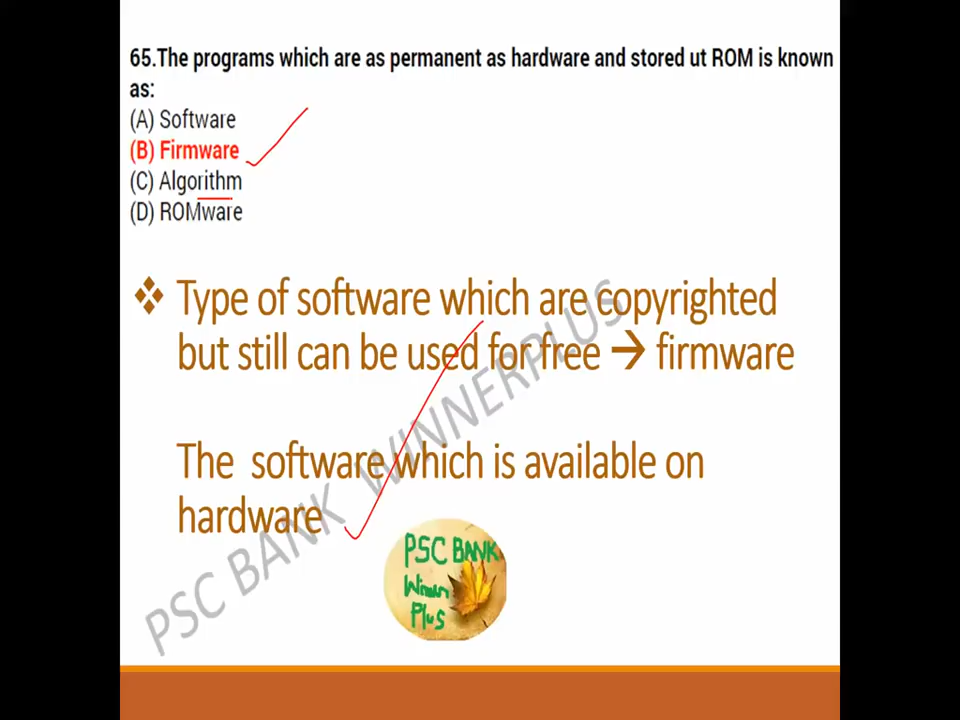 65.The programs which are as permanent as hardware and stored ut ROM is known
as:
(A) Software
(B) Firmware
(C) Algorithm
(D) ROMware
❖ Type of software which are copyrighted
but still can be used for free → firmware
The software which is available on
hardware
PSC BANK WINNERPLUS
PSC BANK
Winner
Plus